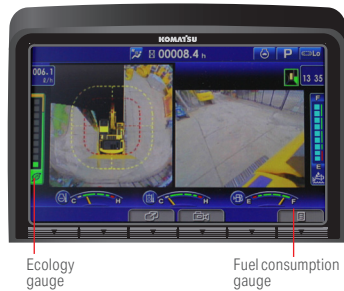 KOMATSU
00008.4 h
P
Lo
006.1
ℓ/h
13 35
F
E
C H
C H
E F
Ecology
gauge
Fuel consumption
gauge